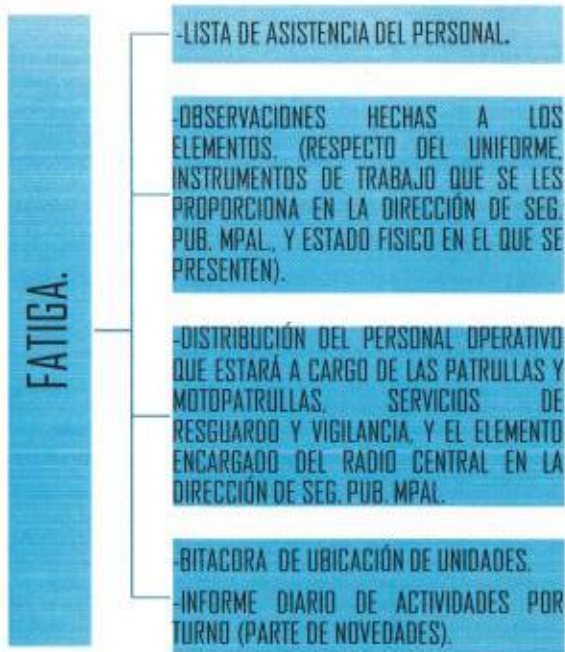 FATIGA.
-LISTA DE ASISTENCIA DEL PERSONAL.
-OBSERVACIONES HECHAS A LOS
ELEMENTOS. (RESPECTO DEL UNIFORME,
INSTRUMENTOS DE TRABAJO QUE SE LES
PROPORCIONA EN LA DIRECCIÓN DE SEG.
PUB. MPAL., Y ESTADO FISICO EN EL QUE SE
PRESENTEN).
-DISTRIBUCIÓN DEL PERSONAL OPERATIVO
QUE ESTARÁ A CARGO DE LAS PATRULLAS Y
MOTOPATRULLAS, SERVICIOS DE
RESGUARDO Y VIGILANCIA, Y EL ELEMENTO
ENCARGADO DEL RADIO CENTRAL EN LA
DIRECCIÓN DE SEG. PUB. MPAL.
-BITACORA DE UBICACIÓN DE UNIDADES.
-INFORME DIARIO DE ACTIVIDADES POR
TURNO (PARTE DE NOVEDADES).